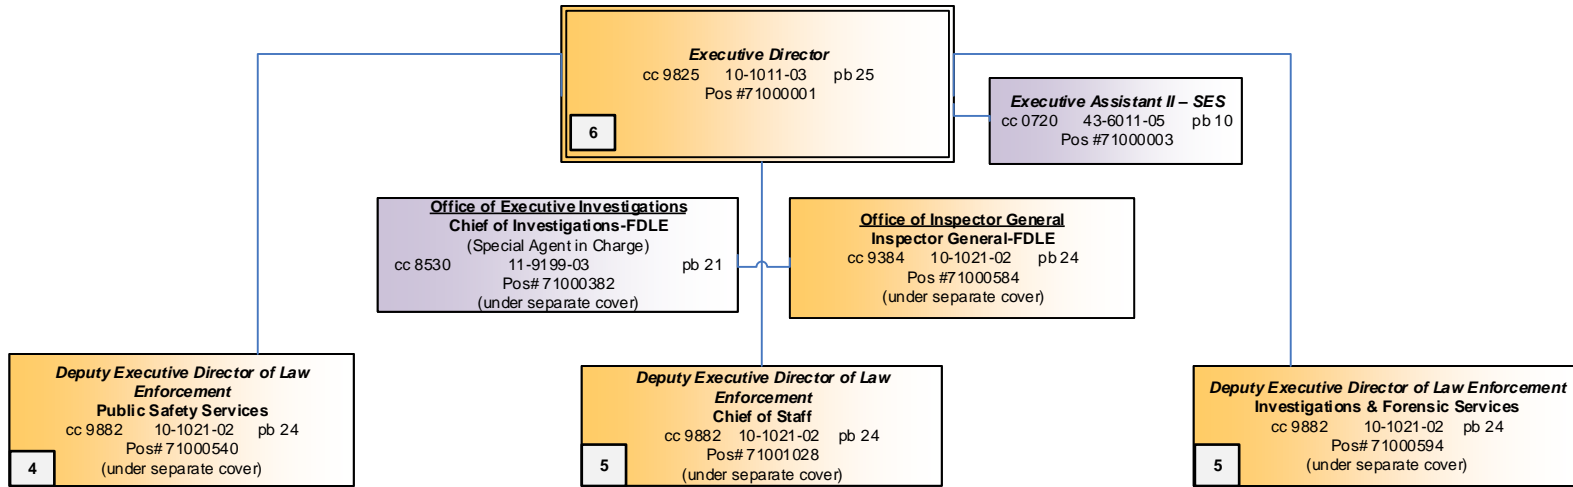 Executive Director
cc 9825 10-1011-03 pb 25
Pos #71000001
6
Executive Assistant II – SES
cc 0720 43-6011-05 pb 10
Pos #71000003
Office of Executive Investigations
Chief of Investigations-FDLE
(Special Agent in Charge)
cc 8530 11-9199-03 pb 21
Pos# 71000382
(under separate cover)
Office of Inspector General
Inspector General-FDLE
cc 9384 10-1021-02 pb 24
Pos #71000584
(under separate cover)
Deputy Executive Director of Law
Enforcement
Public Safety Services
cc 9882 10-1021-02 pb 24
Pos# 71000540
(under separate cover)
4
Deputy Executive Director of Law
Enforcement
Chief of Staff
cc 9882 10-1021-02 pb 24
Pos# 71001028
(under separate cover)
5
Deputy Executive Director of Law Enforcement
Investigations & Forensic Services
cc 9882 10-1021-02 pb 24
Pos# 71000594
(under separate cover)
5